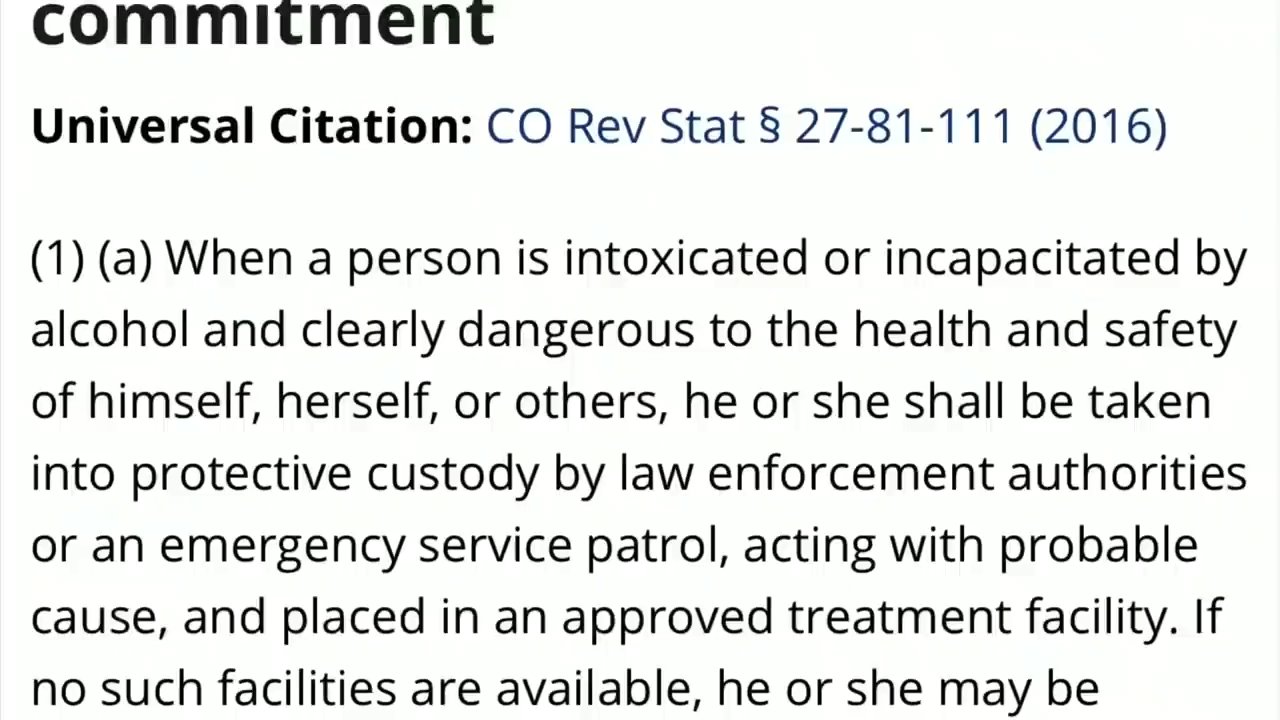 commitment
Universal Citation: CO Rev Stat § 27-81-111 (2016)
(1) (a) When a person is intoxicated or incapacitated by
alcohol and clearly dangerous to the health and safety
of himself, herself, or others, he or she shall be taken
into protective custody by law enforcement authorities
or an emergency service patrol, acting with probable
cause, and placed in an approved treatment facility. If
no such facilities are available, he or she may be